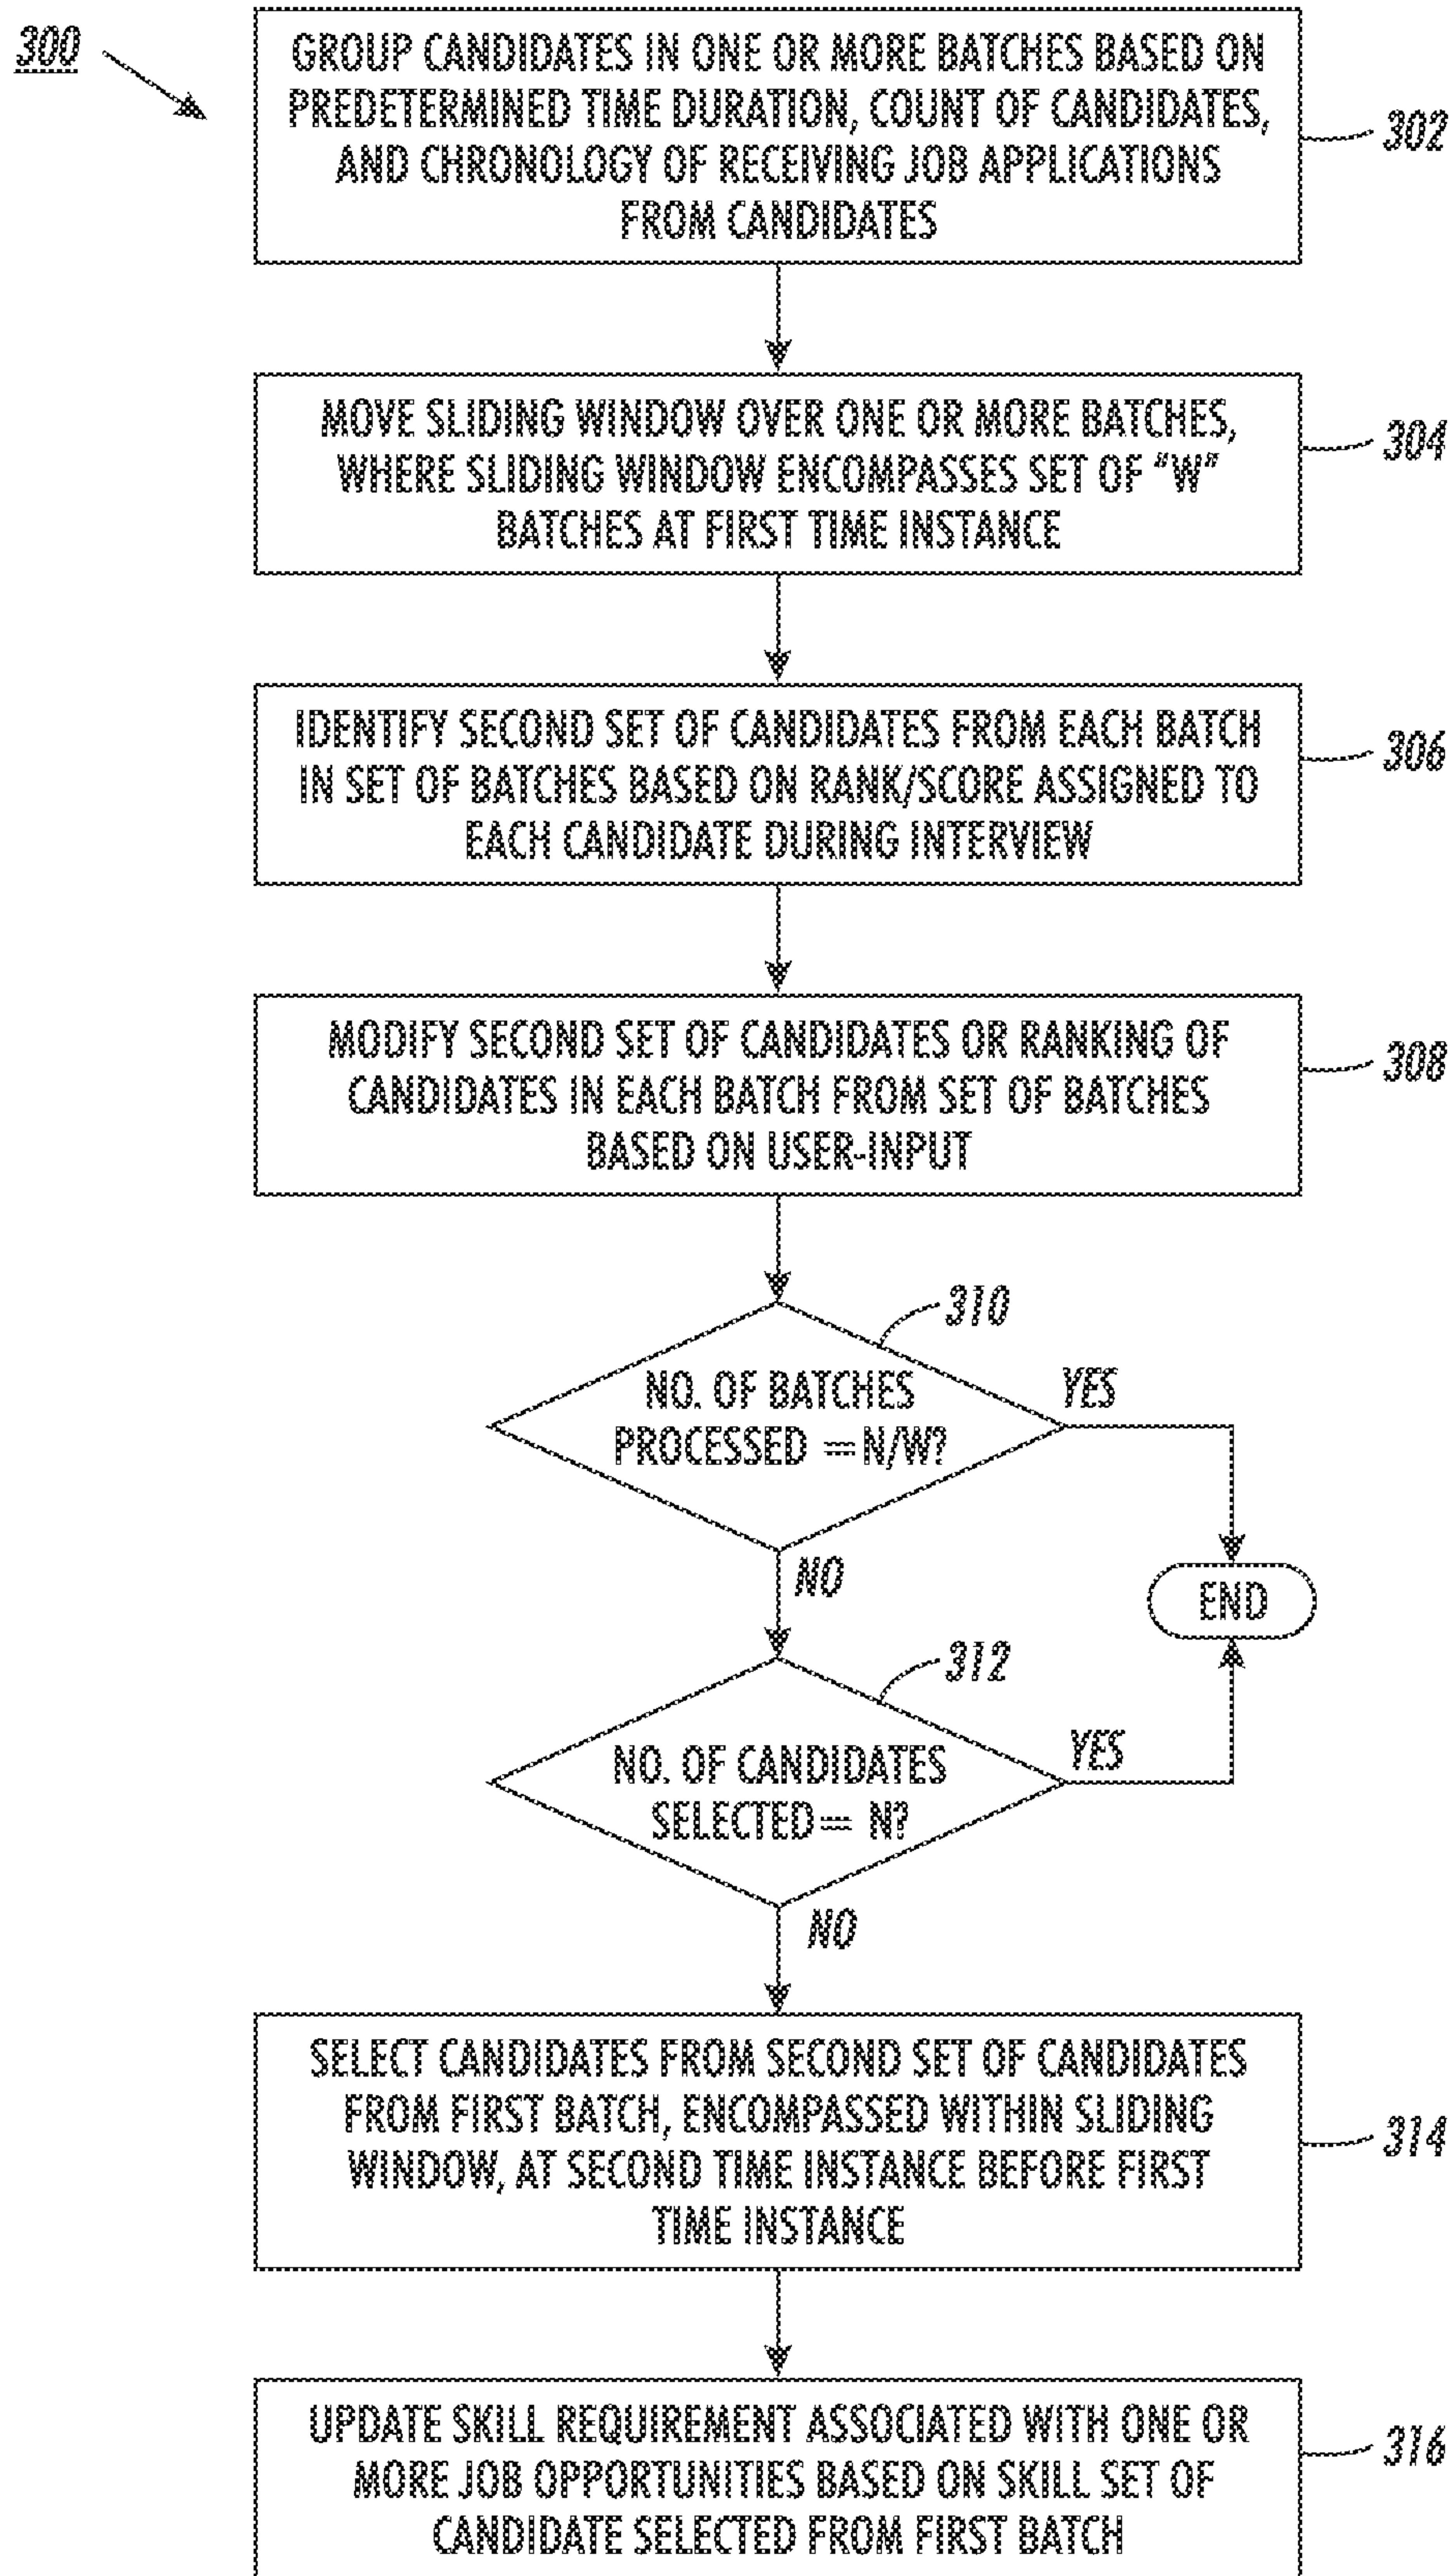 300
GROUP CANDIDATES IN ONE OR MORE BATCHES BASED ON
PREDETERMINED TIME DURATION, COUNT OF CANDIDATES,
AND CHRONOLOGY OF RECEIVING JOB APPLICATIONS
FROM CANDIDATES
302
MOVE SLIDING WINDOW OVER ONE OR MORE BATCHES,
WHERE SLIDING WINDOW ENCOMPASSES SET OF "W"
BATCHES AT FIRST TIME INSTANCE
304
IDENTIFY SECOND SET OF CANDIDATES FROM EACH BATCH
IN SET OF BATCHES BASED ON RANK/SCORE ASSIGNED TO
EACH CANDIDATE DURING INTERVIEW
306
MODIFY SECOND SET OF CANDIDATES OR RANKING OF
CANDIDATES IN EACH BATCH FROM SET OF BATCHES
BASED ON USER-INPUT
308
310
NO. OF BATCHES
PROCESSED == N/W?
YES
NO
END
312
NO. OF CANDIDATES
SELECTED== N?
YES
NO
SELECT CANDIDATES FROM SECOND SET OF CANDIDATES
FROM FIRST BATCH, ENCOMPASSED WITHIN SLIDING
WINDOW, AT SECOND TIME INSTANCE BEFORE FIRST
TIME INSTANCE
314
UPDATE SKILL REQUIREMENT ASSOCIATED WITH ONE OR
MORE JOB OPPORTUNITIES BASED ON SKILL SET OF
CANDIDATE SELECTED FROM FIRST BATCH
316